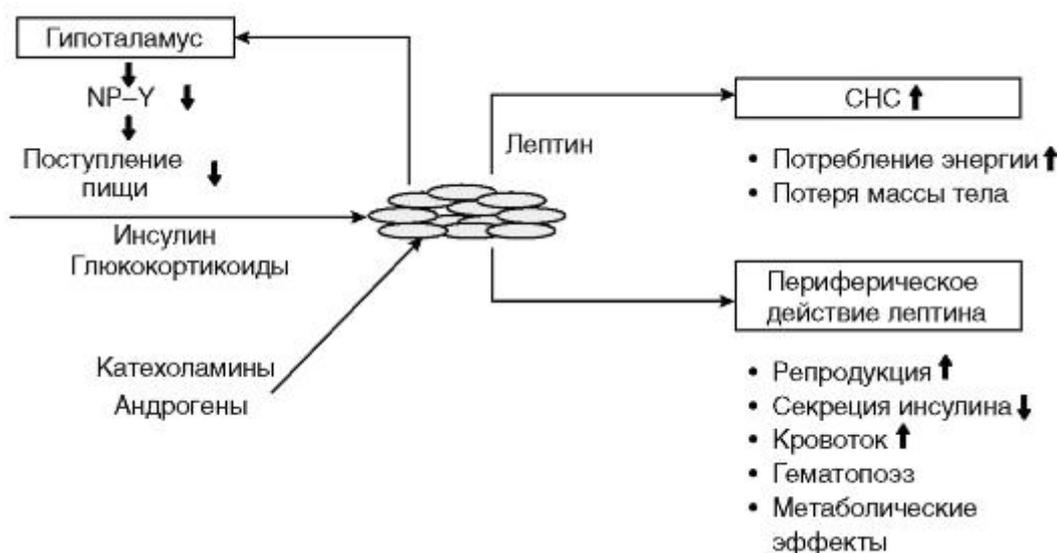 Гипоталамус
NP–Y
Поступление
пищи
Инсулин
Глюкокортикоиды
Катехоламины
Андрогены
Лептин
СНС
• Потребление энергии
• Потеря массы тела
Периферическое
действие лептина
• Репродукция
• Секреция инсулина
• Кровоток
• Гематопоэз
• Метаболические
эффекты